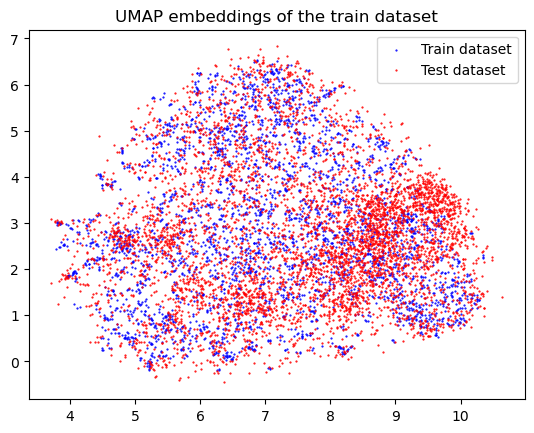 UMAP embeddings of the train dataset
Train dataset
Test dataset
7
6
5
4
3
2
1
0
4 5 6 7 8 9 10